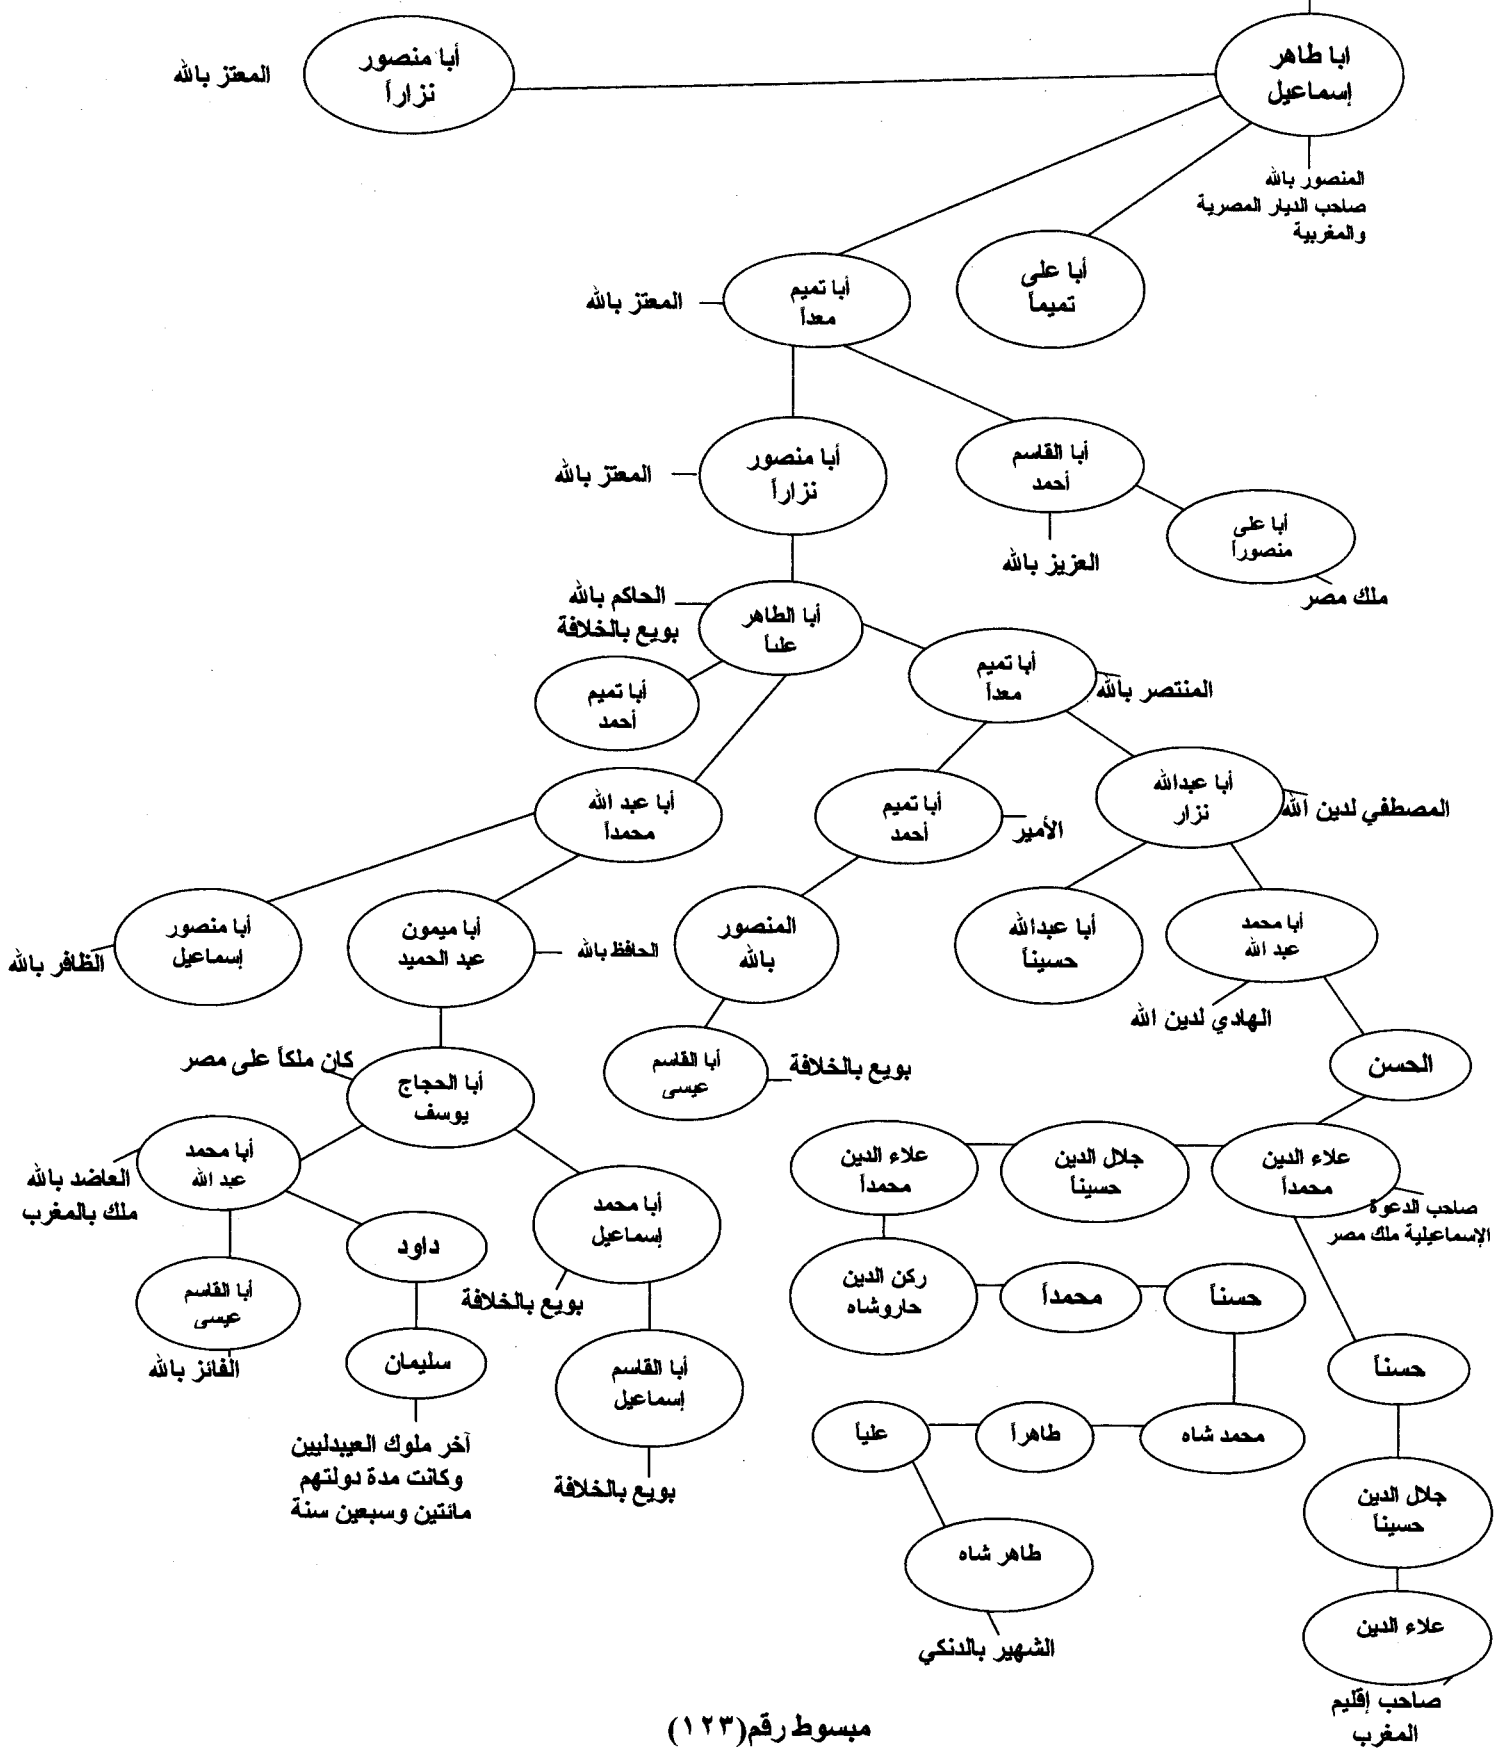 ابا طاهر
إسماعيل
أبا منصور
نزاراً
المعتز بالله
المنصور بالله
صاحب الديار المصرية
والمغربية
أبا على
تميماً
أبا تميم
معداً
المعتز بالله
أبا القاسم
أحمد
العزيز بالله
أبا منصور
نزاراً
المعتز بالله
أبا على
منصوراً
ملك مصر
أبا الطاهر
علياً
الحاكم بالله
بويع بالخلافة
أبا تميم
معداً
المنتصر بالله
أبا تميم
أحمد
أبا عبدالله
نزار
المصطفي لدين الله
أبا تميم
أحمد
الأمير
أبا عبد الله
محمداً
أبا محمد
عبد الله
الهادي لدين الله
أبا عبدالله
حسيناً
المنصور
بالله
أبا ميمون
عبد الحميد
الحافظ بالله
أبا منصور
إسماعيل
الظافر بالله
الحسن
أبا القاسم
عيسى
بويع بالخلافة
أبا الحجاج
يوسف
كان ملكاً على مصر
علاء الدين
محمداً
صاحب الدعوة
الإسماعيلية ملك مصر
جلال الدين
حسيناً
علاء الدين
محمداً
أبا محمد
إسماعيل
بويع بالخلافة
أبا محمد
عبد الله
العاضد بالله
ملك بالمغرب
داود
ركن الدين
حاروشاه
محمداً
حسناً
حسناً
أبا القاسم
عيسى
الفائز بالله
سليمان
آخر ملوك العيبدليين
وكانت مدة دولتهم
مائتين وسبعين سنة
أبا القاسم
إسماعيل
بويع بالخلافة
محمد شاه
طاهراً
علياً
جلال الدين
حسيناً
طاهر شاه
الشهير بالدنكي
علاء الدين
صاحب إقليم
المغرب
مبسوط رقم(١٢٣)